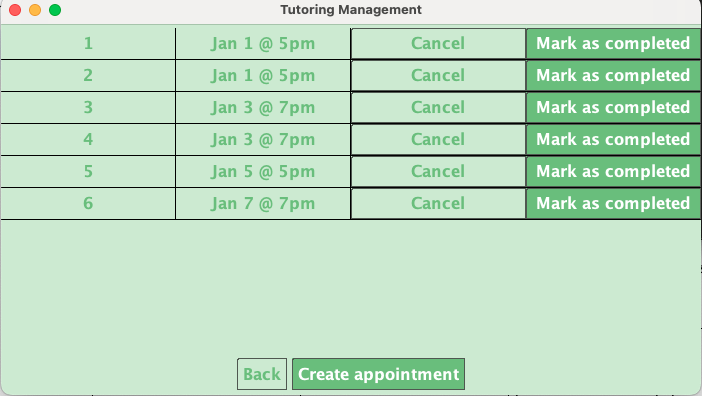 Tutoring Management
1 Jan 1 @ 5pm Cancel Mark as completed
2 Jan 1 @ 5pm Cancel Mark as completed
3 Jan 3 @ 7pm Cancel Mark as completed
4 Jan 3 @ 7pm Cancel Mark as completed
5 Jan 5 @ 5pm Cancel Mark as completed
6 Jan 7 @ 7pm Cancel Mark as completed
Back Create appointment